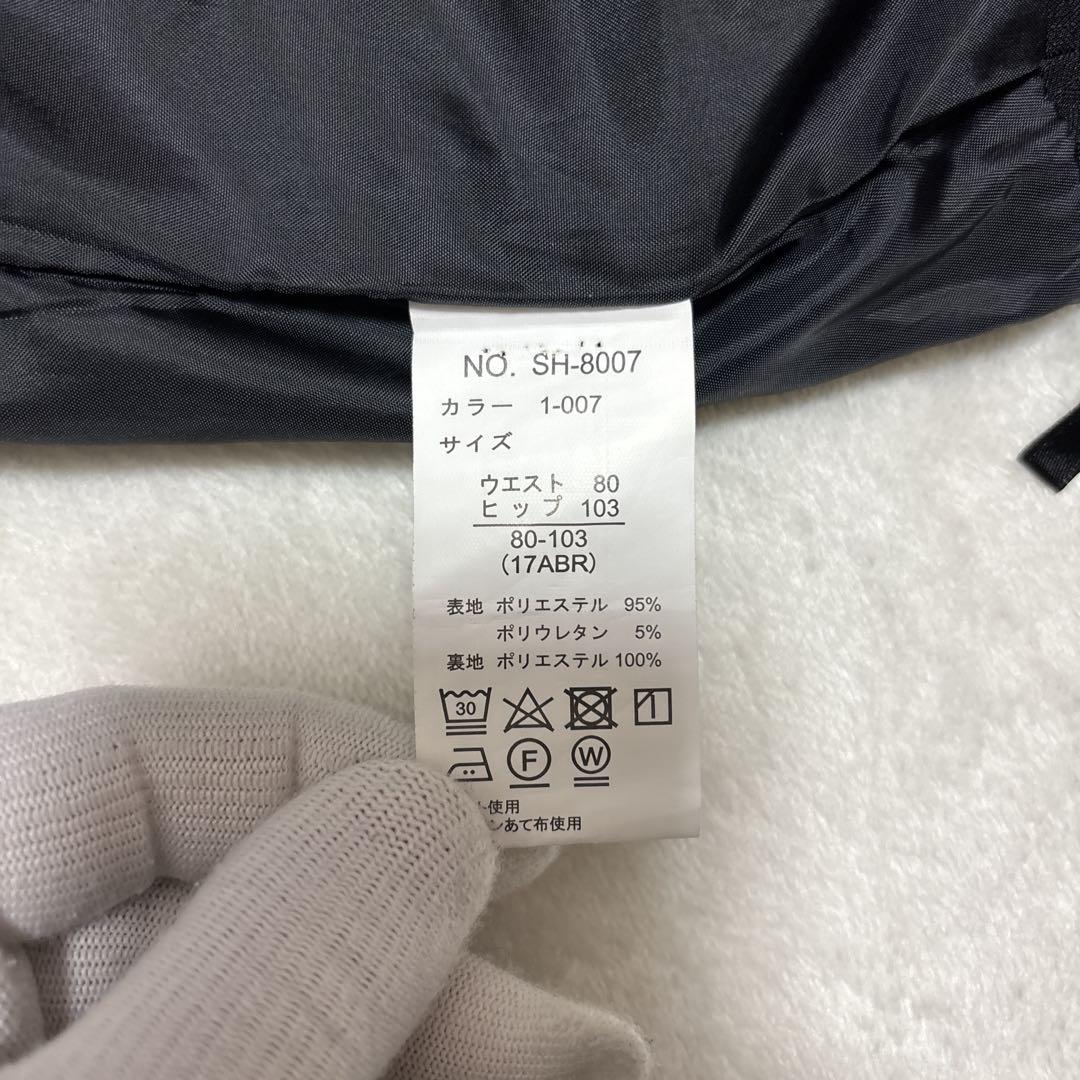 NO. SH-8007
カラー 1-007
サイズ
ウエスト 80
ヒップ 103
80-103
(17ABR)
表地 ポリエステル 95%
ポリウレタン 5%
裏地 ポリエステル 100%
30
F W
使用
あて布使用